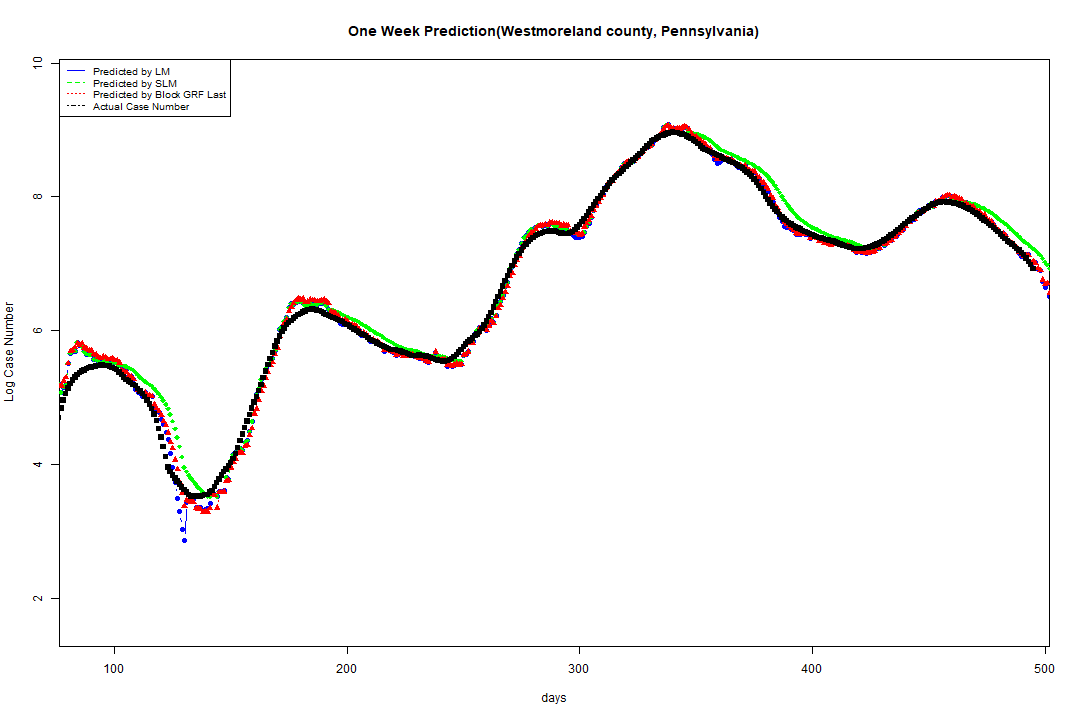 One Week Prediction(Westmoreland county, Pennsylvania)
Predicted by LM
Predicted by SLM
Predicted by Block GRF Last
Actual Case Number
Log Case Number
10
8
6
4
2
100 200 300 400 500
days